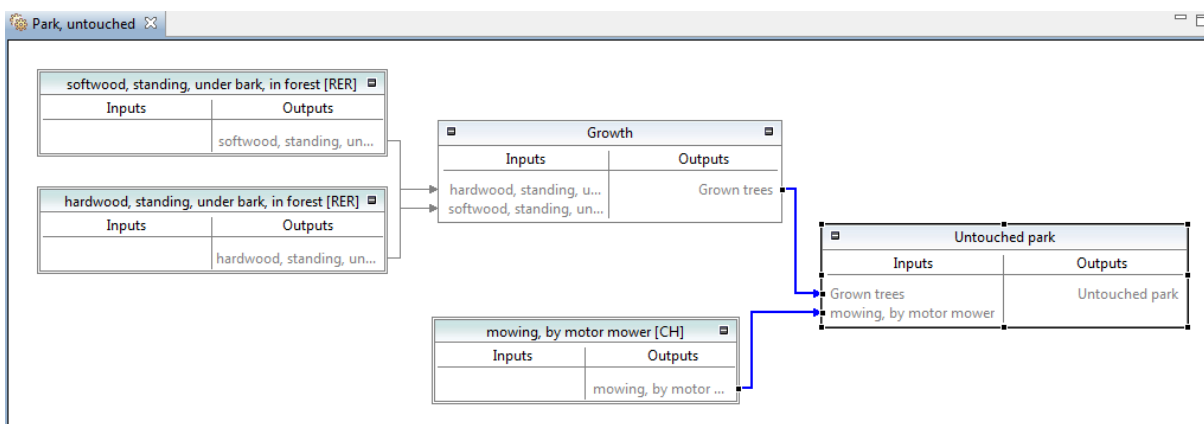 Park, untouched
softwood, standing, under bark, in forest [RER]
Inputs Outputs
softwood, standing, un...
hardwood, standing, under bark, in forest [RER]
Inputs Outputs
hardwood, standing, un...
Growth
Inputs Outputs
hardwood, standing, u... Grown trees
softwood, standing, un...
mowing, by motor mower [CH]
Inputs Outputs
mowing, by motor ...
Untouched park
Inputs Outputs
Grown trees Untouched park
mowing, by motor mower